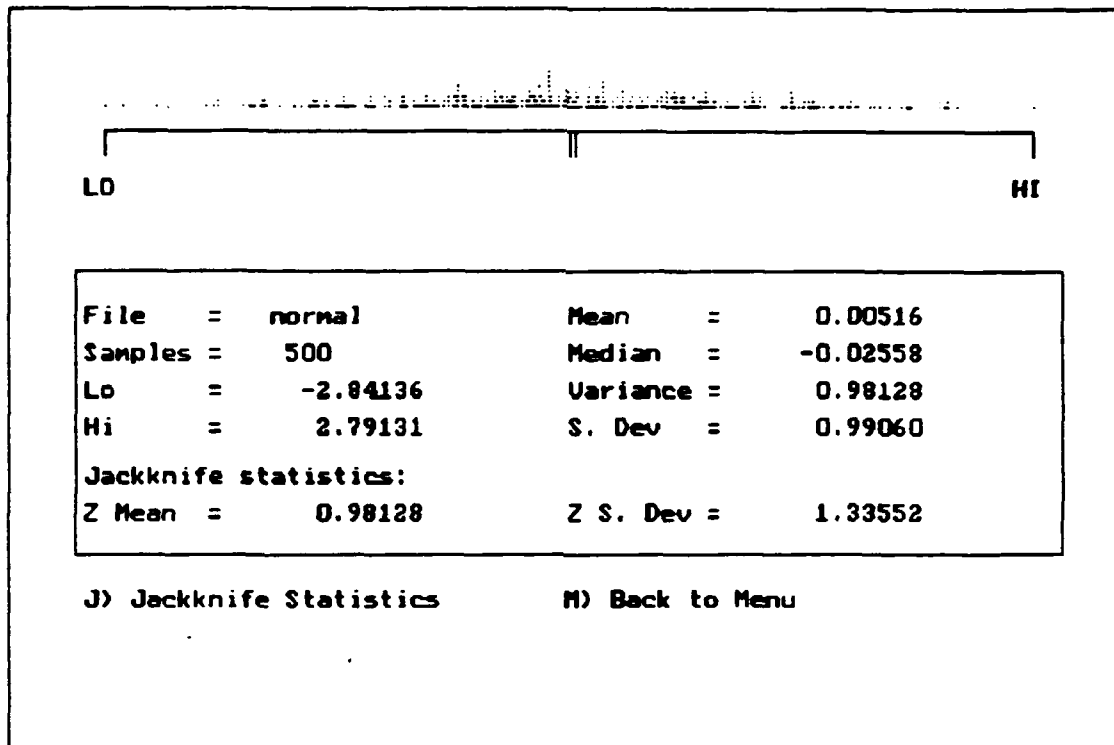 LO HI
File = normal Mean = 0.00516
Samples = 500 Median = -0.02558
Lo = -2.84136 Variance = 0.98128
Hi = 2.79131 S. Dev = 0.99060
Jackknife statistics:
Z Mean = 0.98128 Z S. Dev = 1.33552
J) Jackknife Statistics M) Back to Menu